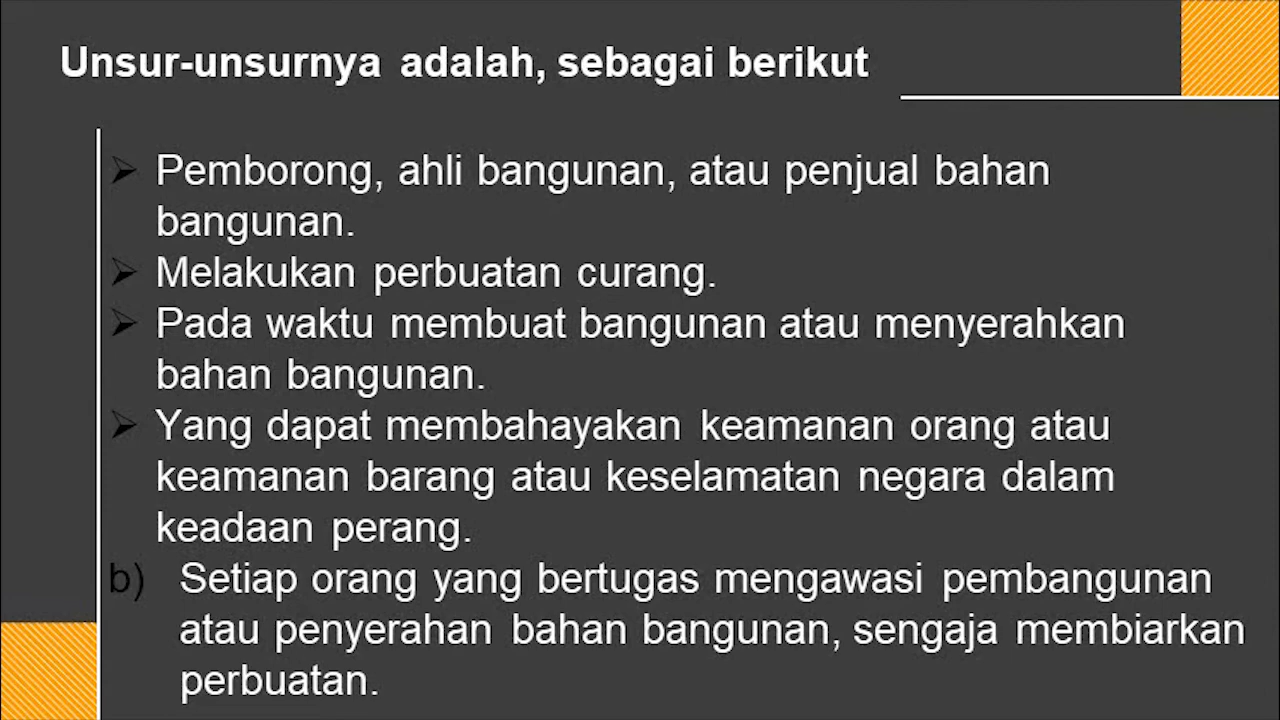 Unsur-unsurnya adalah, sebagai berikut
➢ Pemborong, ahli bangunan, atau penjual bahan
bangunan.
➢ Melakukan perbuatan curang.
➢ Pada waktu membuat bangunan atau menyerahkan
bahan bangunan.
➢ Yang dapat membahayakan keamanan orang atau
keamanan barang atau keselamatan negara dalam
keadaan perang.
b) Setiap orang yang bertugas mengawasi pembangunan
atau penyerahan bahan bangunan, sengaja membiarkan
perbuatan.